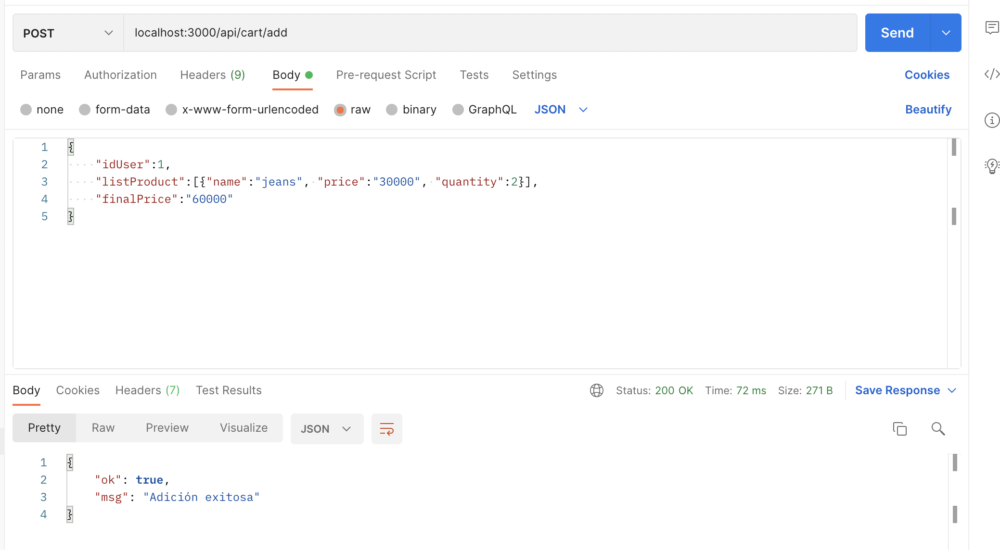 POST localhost:3000/api/cart/add Send
Params Authorization Headers (9) Body Pre-request Script Tests Settings Cookies
none form-data x-www-form-urlencoded raw binary GraphQL JSON Beautify
1 {
2 "idUser":1,
3 "listProduct":[{"name":"jeans", "price":"30000", "quantity":2}],
4 "finalPrice":"60000"
5 }
Body Cookies Headers (7) Test Results Status: 200 OK Time: 72 ms Size: 271 B Save Response
Pretty Raw Preview Visualize JSON
1 {
2 "ok": true,
3 "msg": "Adición exitosa"
4 }